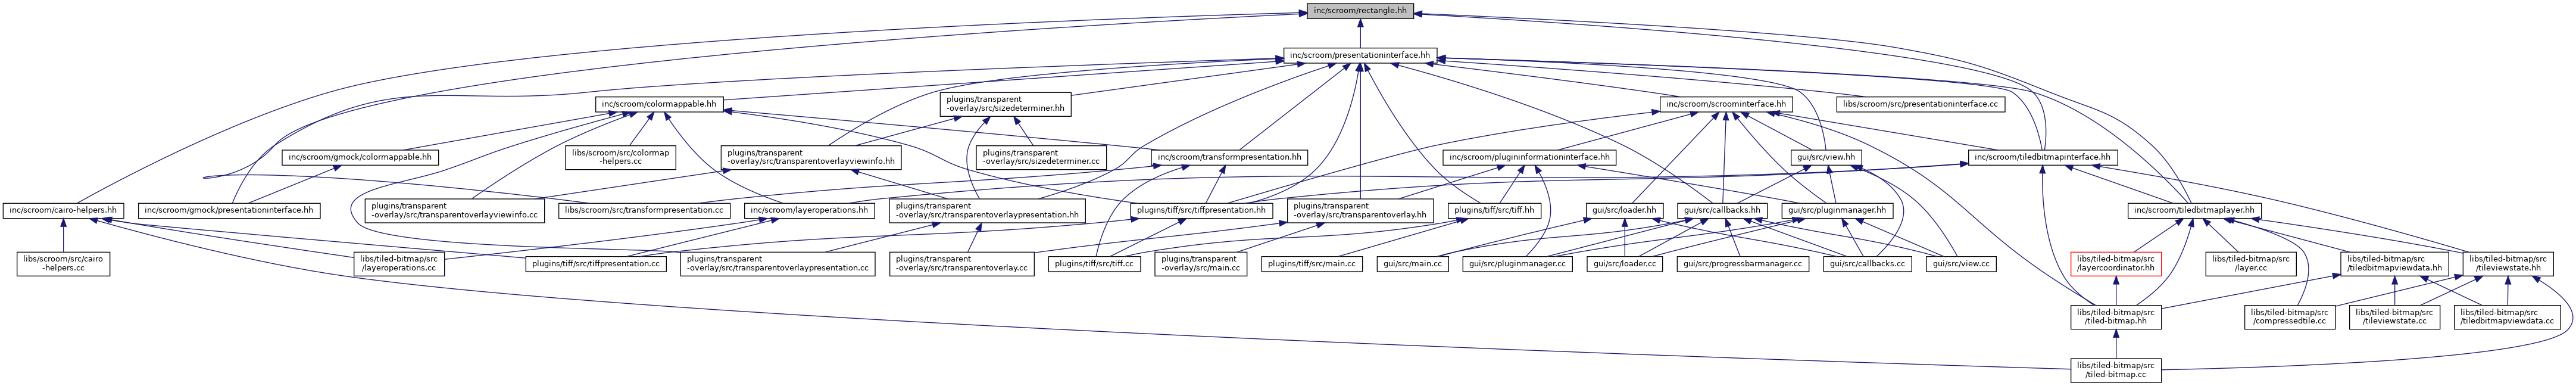 inc/scroom/rectangle.hh
inc/scroom/presentationinterface.hh
inc/scroom/colormappable.hh
plugins/transparent
-overlay/src/sizedeterminer.hh
inc/scroom/scroominterface.hh
libs/scroom/src/presentationinterface.cc
inc/scroom/gmock/colormappable.hh
libs/scroom/src/colormap
-helpers.cc
plugins/transparent
-overlay/src/transparentoverlayviewinfo.hh
plugins/transparent
-overlay/src/sizedeterminer.cc
inc/scroom/transformpresentation.hh
inc/scroom/plugininformationinterface.hh
gui/src/view.hh
inc/scroom/tiledbitmapinterface.hh
inc/scroom/cairo-helpers.hh
inc/scroom/gmock/presentationinterface.hh
plugins/transparent
-overlay/src/transparentoverlayviewinfo.cc
libs/scroom/src/transformpresentation.cc
inc/scroom/layeroperations.hh
plugins/transparent
-overlay/src/transparentoverlaypresentation.hh
plugins/tiff/src/tiffpresentation.hh
plugins/transparent
-overlay/src/transparentoverlay.hh
plugins/tiff/src/tiff.hh
gui/src/loader.hh
gui/src/callbacks.hh
gui/src/pluginmanager.hh
inc/scroom/tiledbitmaplayer.hh
libs/scroom/src/cairo
-helpers.cc
libs/tiled-bitmap/src
/layeroperations.cc
plugins/tiff/src/tiffpresentation.cc
plugins/transparent
-overlay/src/transparentoverlaypresentation.cc
plugins/transparent
-overlay/src/transparentoverlay.cc
plugins/tiff/src/tiff.cc
plugins/transparent
-overlay/src/main.cc
plugins/tiff/src/main.cc
gui/src/main.cc
gui/src/pluginmanager.cc
gui/src/loader.cc
gui/src/progressbarmanager.cc
gui/src/callbacks.cc
gui/src/view.cc
libs/tiled-bitmap/src
/layercoordinator.hh
libs/tiled-bitmap/src
/layer.cc
libs/tiled-bitmap/src
/tiledbitmapviewdata.hh
libs/tiled-bitmap/src
/tileviewstate.hh
libs/tiled-bitmap/src
/tiled-bitmap.hh
libs/tiled-bitmap/src
/compressedtile.cc
libs/tiled-bitmap/src
/tileviewstate.cc
libs/tiled-bitmap/src
/tiledbitmapviewdata.cc
libs/tiled-bitmap/src
/tiled-bitmap.cc